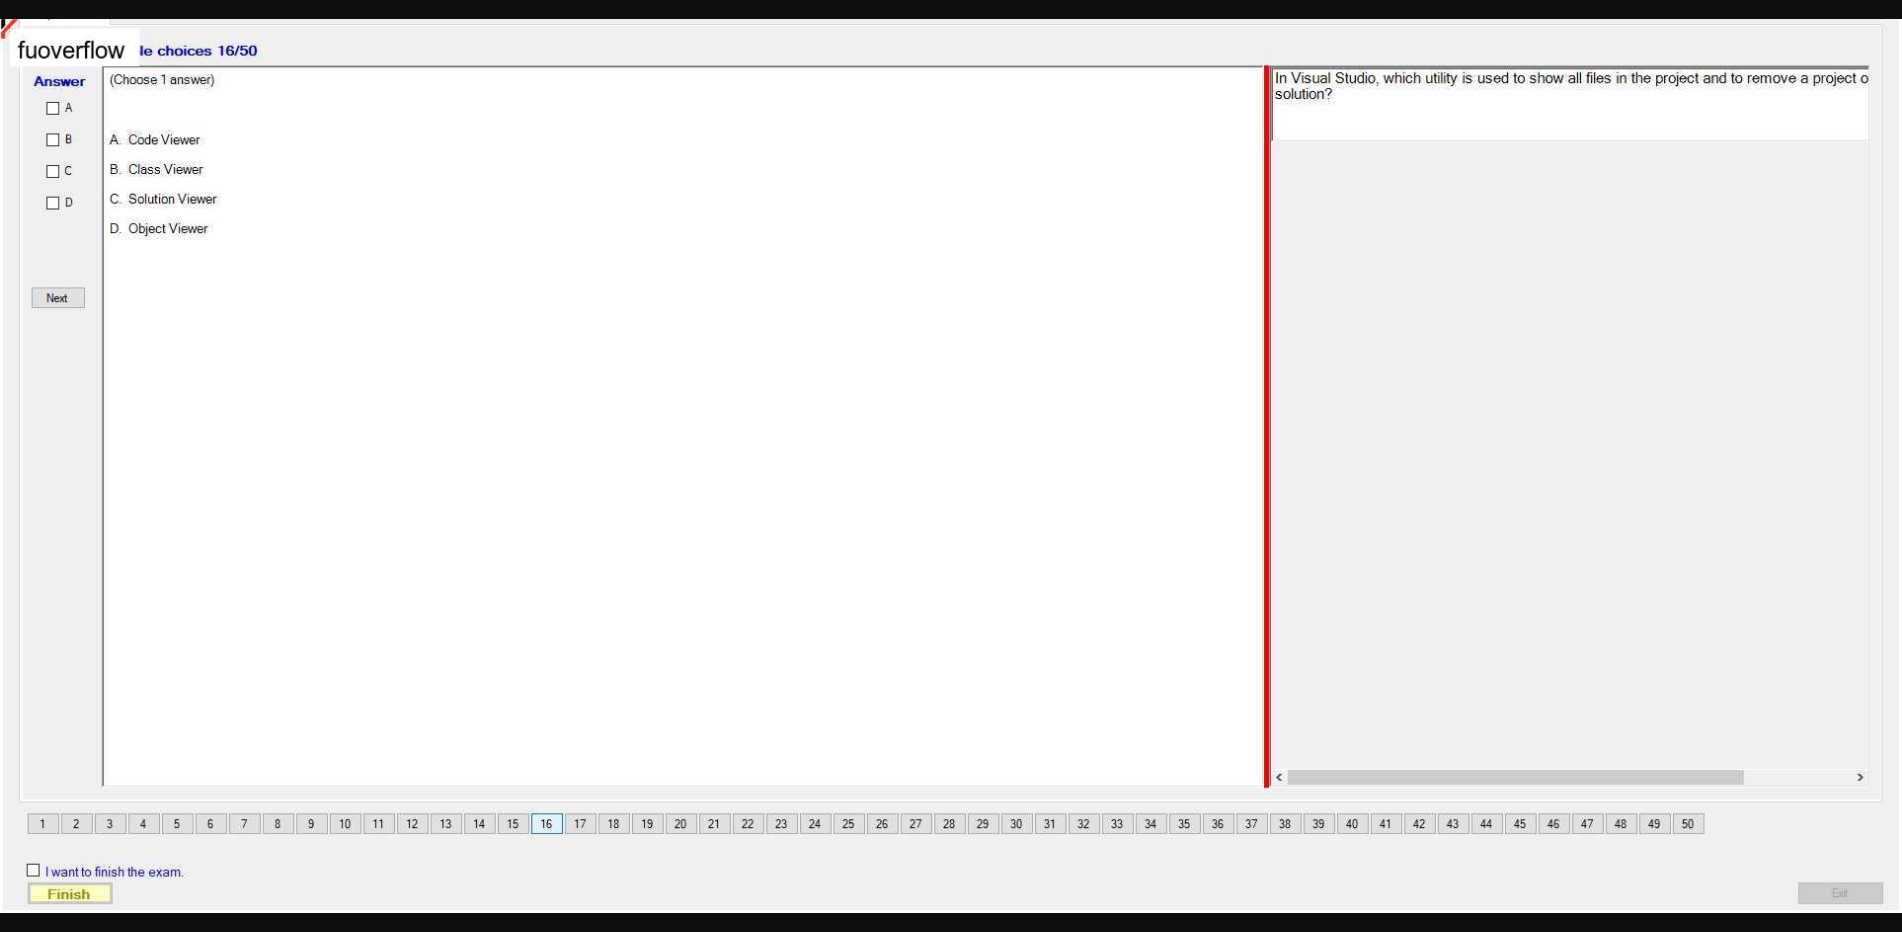 fuoverflow
le choices 16/50
Answer
A
B
C
D
Next
(Choose 1 answer)
A. Code Viewer
B. Class Viewer
C. Solution Viewer
D. Object Viewer
In Visual Studio, which utility is used to show all files in the project and to remove a project o
solution?
1 2 3 4 5 6 7 8 9 10 11 12 13 14 15 16 17 18 19 20 21 22 23 24 25 26 27 28 29 30 31 32 33 34 35 36 37 38 39 40 41 42 43 44 45 46 47 48 49 50
I want to finish the exam.
Finish
Exit